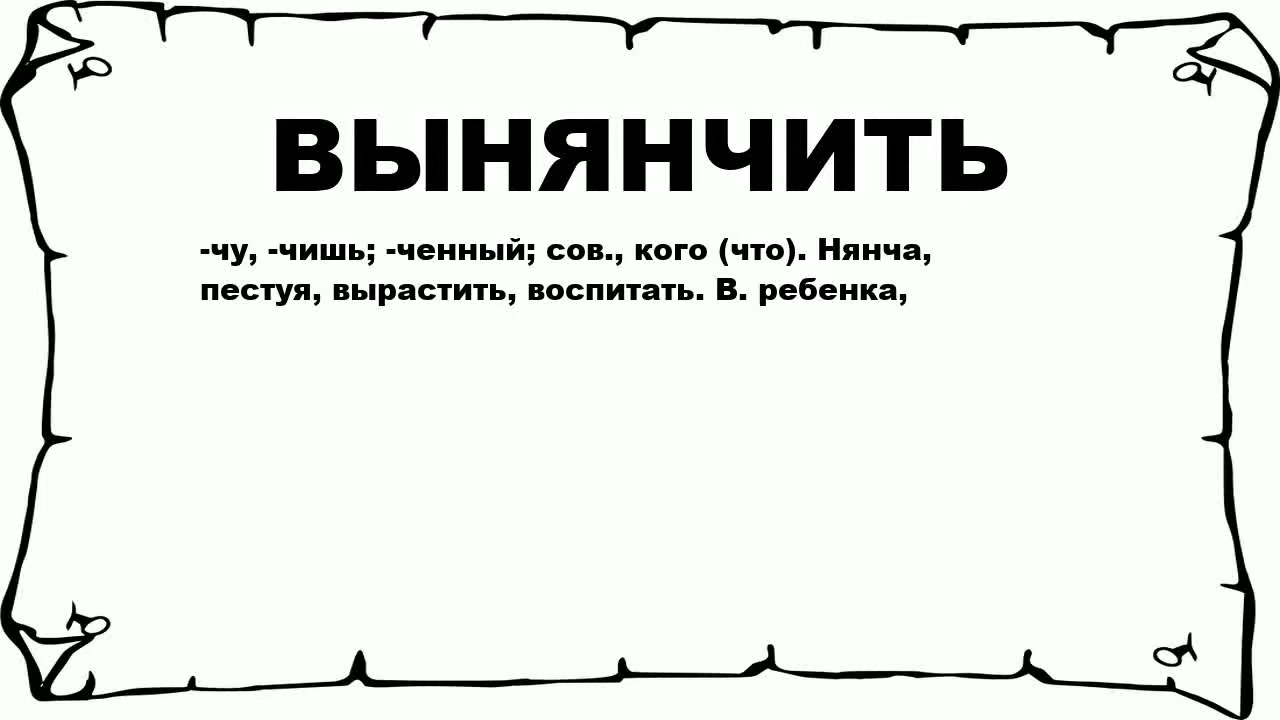 ВЫНЯНЧИТЬ
-чу, -чишь; -ченный; сов., кого (что). Нянча,
пестуя, вырастить, воспитать. В. ребенка,